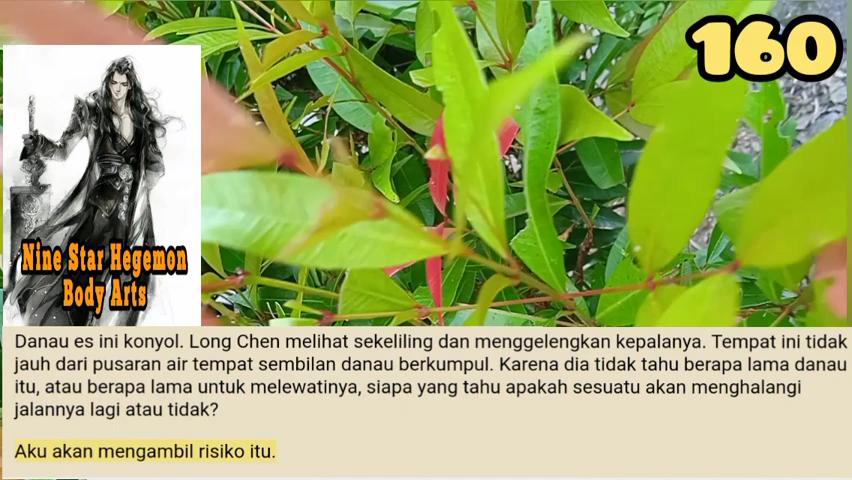 160
Nine Star Hegemon
Body Arts
Danau es ini konyol. Long Chen melihat sekeliling dan menggelengkan kepalanya. Tempat ini tidak
jauh dari pusaran air tempat sembilan danau berkumpul. Karena dia tidak tahu berapa lama danau
itu, atau berapa lama untuk melewatinya, siapa yang tahu apakah sesuatu akan menghalangi
jalannya lagi atau tidak?
Aku akan mengambil risiko itu.